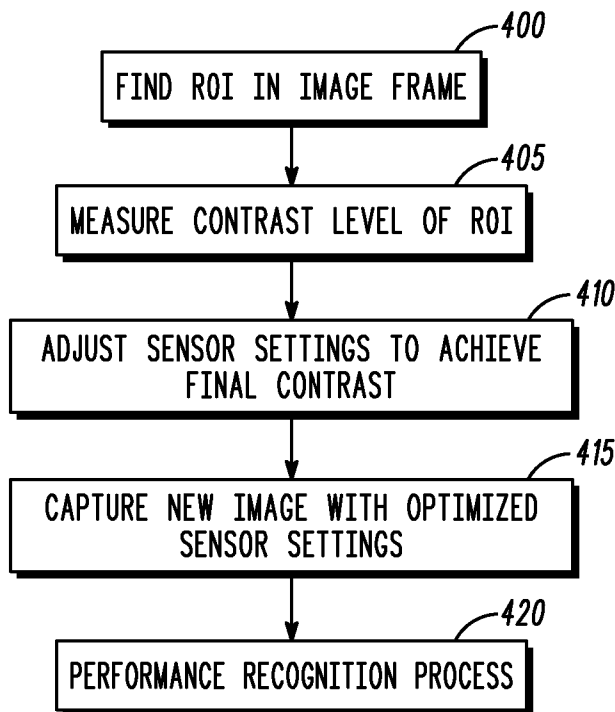 400
FIND ROI IN IMAGE FRAME
405
MEASURE CONTRAST LEVEL OF ROI
410
ADJUST SENSOR SETTINGS TO ACHIEVE
FINAL CONTRAST
415
CAPTURE NEW IMAGE WITH OPTIMIZED
SENSOR SETTINGS
420
PERFORMANCE RECOGNITION PROCESS